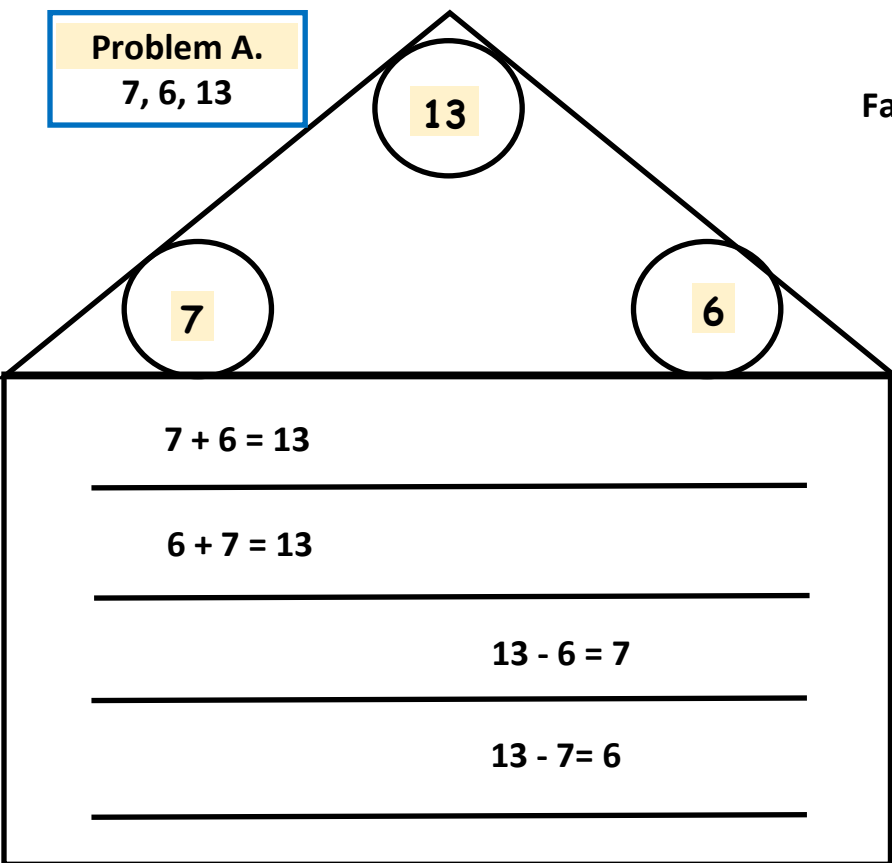 Problem A.
7, 6, 13
13
Fa
7
6
7 + 6 = 13
6 + 7 = 13
13 - 6 = 7
13 - 7= 6